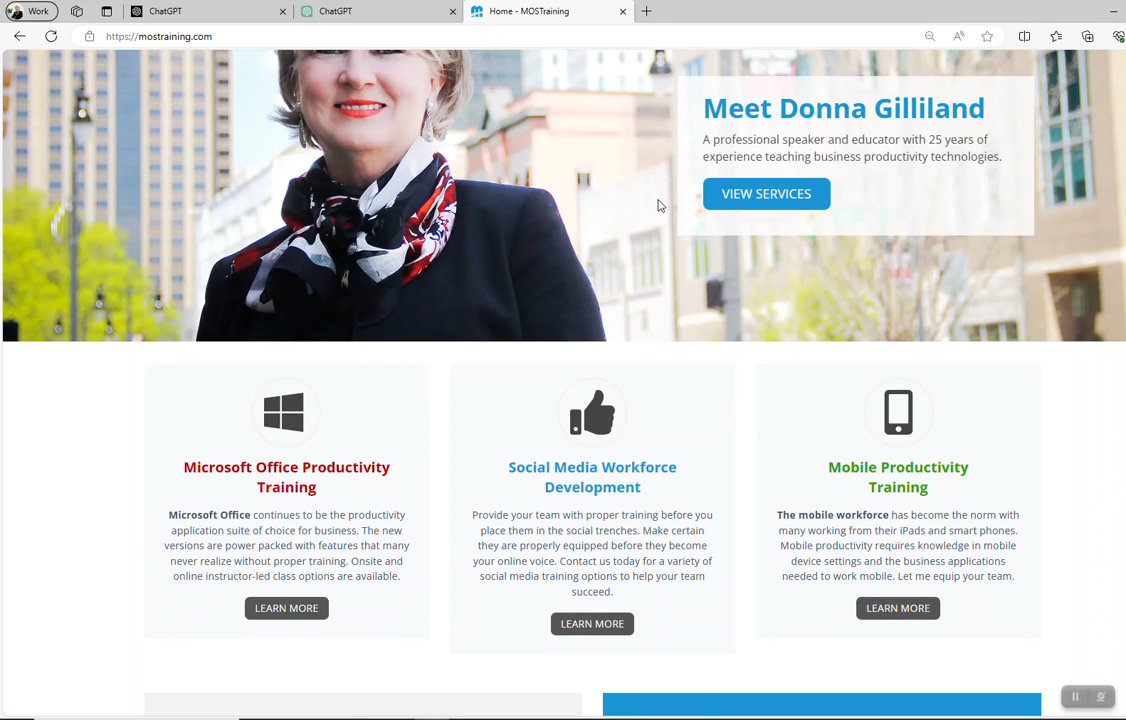 Work
ChatGPT
ChatGPT
Home - MOSTraining
https://mostraining.com
Meet Donna Gilliland
A professional speaker and educator with 25 years of
experience teaching business productivity technologies.
VIEW SERVICES
Microsoft Office Productivity
Training
Microsoft Office continues to be the productivity
application suite of choice for business. The new
versions are power packed with features that many
never realize without proper training. Onsite and
online instructor-led class options are available.
LEARN MORE
Social Media Workforce
Development
Provide your team with proper training before you
place them in the social trenches. Make certain
they are properly equipped before they become
your online voice. Contact us today for a variety of
social media training options to help your team
succeed.
LEARN MORE
Mobile Productivity
Training
The mobile workforce has become the norm with
many working from their iPads and smart phones.
Mobile productivity requires knowledge in mobile
device settings and the business applications
needed to work mobile. Let me equip your team.
LEARN MORE